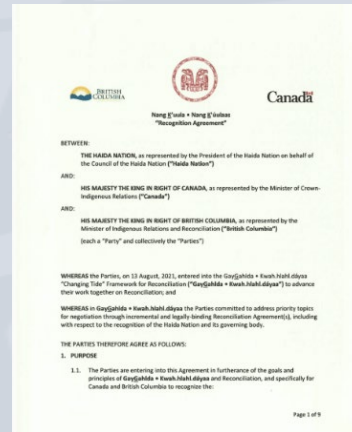 BRITISH
COLUMBIA
Canada
Nang K̲'uula • Nang K̲'úulaas
"Recognition Agreement"
BETWEEN:
THE HAIDA NATION, as represented by the President of the Haida Nation on behalf of
the Council of the Haida Nation ("Haida Nation")
AND:
HIS MAJESTY THE KING IN RIGHT OF CANADA, as represented by the Minister of Crown-
Indigenous Relations ("Canada")
AND:
HIS MAJESTY THE KING IN RIGHT OF BRITISH COLUMBIA, as represented by the
Minister of Indigenous Relations and Reconciliation ("British Columbia")
(each a "Party" and collectively the "Parties")
WHEREAS the Parties, on 13 August, 2021, entered into the GayG̲ahlda • Kwah.hlahl.dáyaa
"Changing Tide" Framework for Reconciliation ("GayG̲ahlda • Kwah.hlahl.dáyaa") to advance
their work together on Reconciliation; and
WHEREAS in GayG̲ahlda • Kwah.hlahl.dáyaa the Parties committed to address priority topics
for negotiation through incremental and legally-binding Reconciliation Agreement(s), including
with respect to the recognition of the Haida Nation and its governing body.
THE PARTIES THEREFORE AGREE AS FOLLOWS:
1. PURPOSE
1.1. The Parties are entering into this Agreement in furtherance of the goals and
principles of GayG̲ahlda • Kwah.hlahl.dáyaa and Reconciliation, and specifically for
Canada and British Columbia to recognize the:
Page 1 of 9